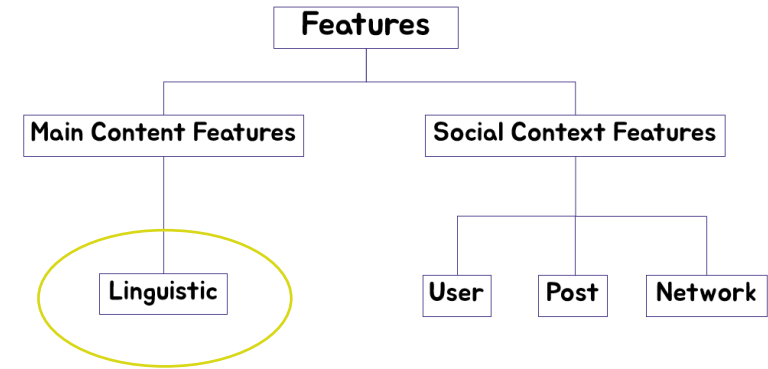 Features
Main Content Features
Social Context Features
Linguistic
User
Post
Network